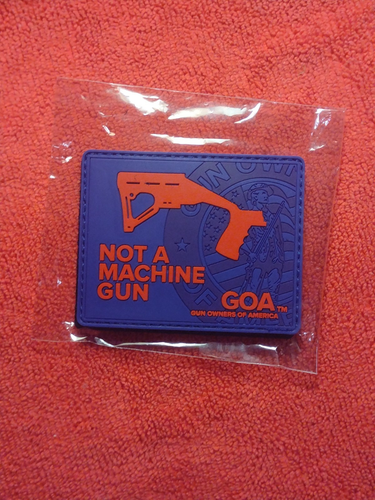 NOT A
MACHINE
GUN
GOA TM
GUN OWNERS OF AMERICA